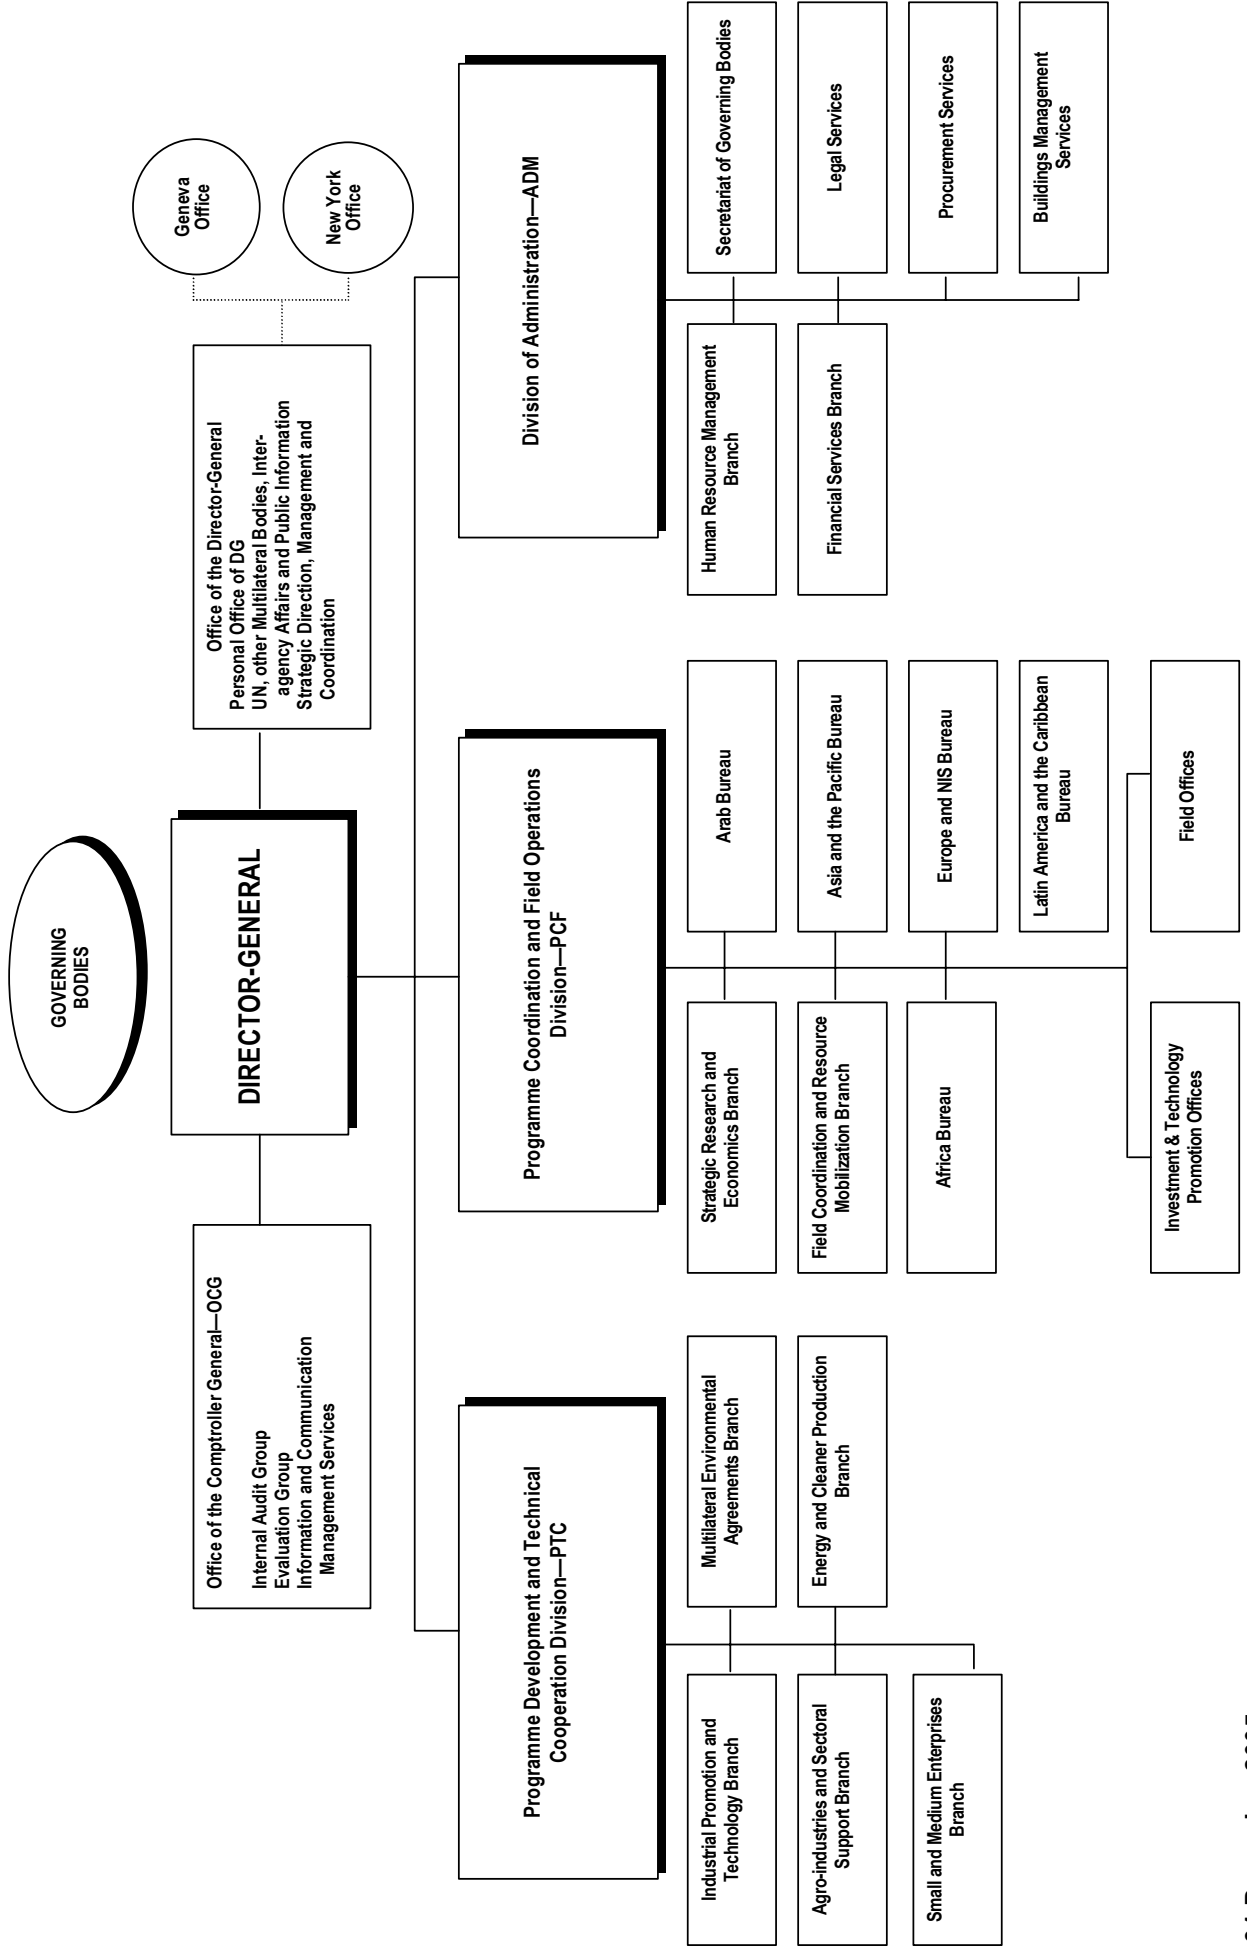 GOVERNING
BODIES
DIRECTOR-GENERAL
Office of the Comptroller General—OCG
Internal Audit Group
Evaluation Group
Information and Communication
Management Services
Office of the Director-General
Personal Office of DG
UN, other Multilateral Bodies, Inter-
agency Affairs and Public Information
Strategic Direction, Management and
Coordination
Geneva
Office
New York
Office
Programme Development and Technical
Cooperation Division—PTC
Programme Coordination and Field Operations
Division—PCF
Division of Administration—ADM
Industrial Promotion and
Technology Branch
Multilateral Environmental
Agreements Branch
Agro-industries and Sectoral
Support Branch
Energy and Cleaner Production
Branch
Small and Medium Enterprises
Branch
Strategic Research and
Economics Branch
Arab Bureau
Field Coordination and Resource
Mobilization Branch
Asia and the Pacific Bureau
Africa Bureau
Europe and NIS Bureau
Latin America and the Caribbean
Bureau
Investment & Technology
Promotion Offices
Field Offices
Human Resource Management
Branch
Secretariat of Governing Bodies
Financial Services Branch
Legal Services
Procurement Services
Buildings Management
Services